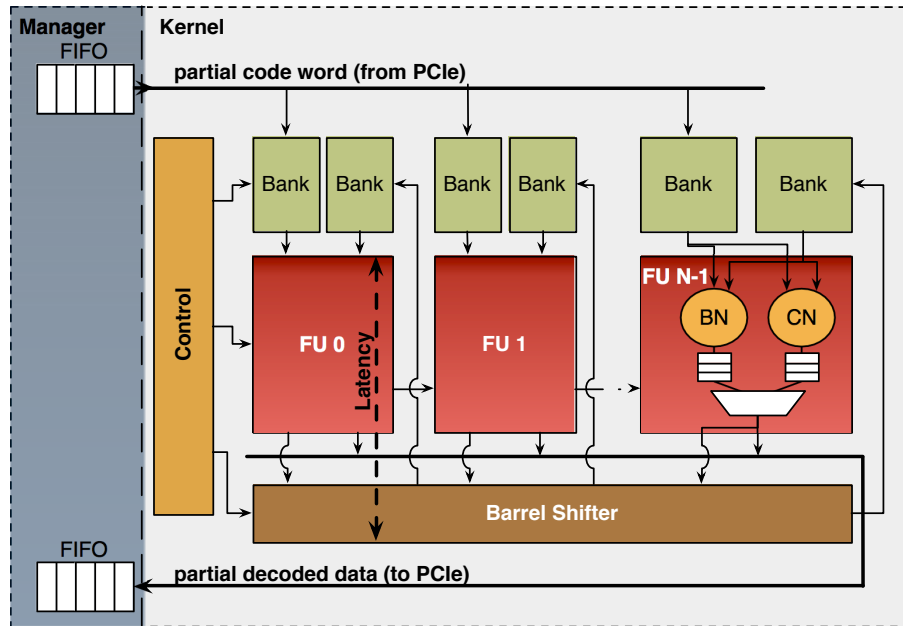 Manager
Kernel
FIFO
partial code word (from PCIe)
Bank
Bank
Bank
Bank
Bank
Bank
Control
FU 0
Latency
FU 1
FU N-1
BN
CN
Barrel Shifter
FIFO
partial decoded data (to PCIe)